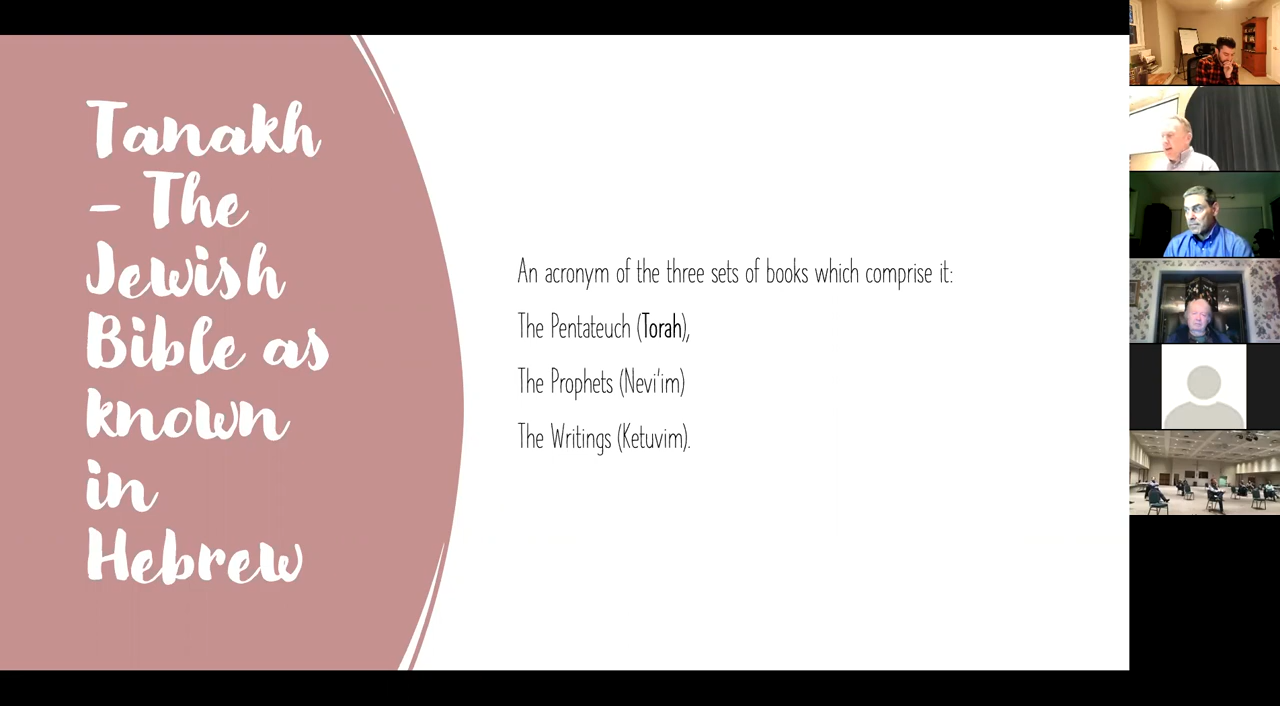 Tanakh
- The
Jewish
Bible as
known
in
Hebrew
An acronym of the three sets of books which comprise it:
The Pentateuch (Torah),
The Prophets (Nevi'im)
The Writings (Ketuvim).